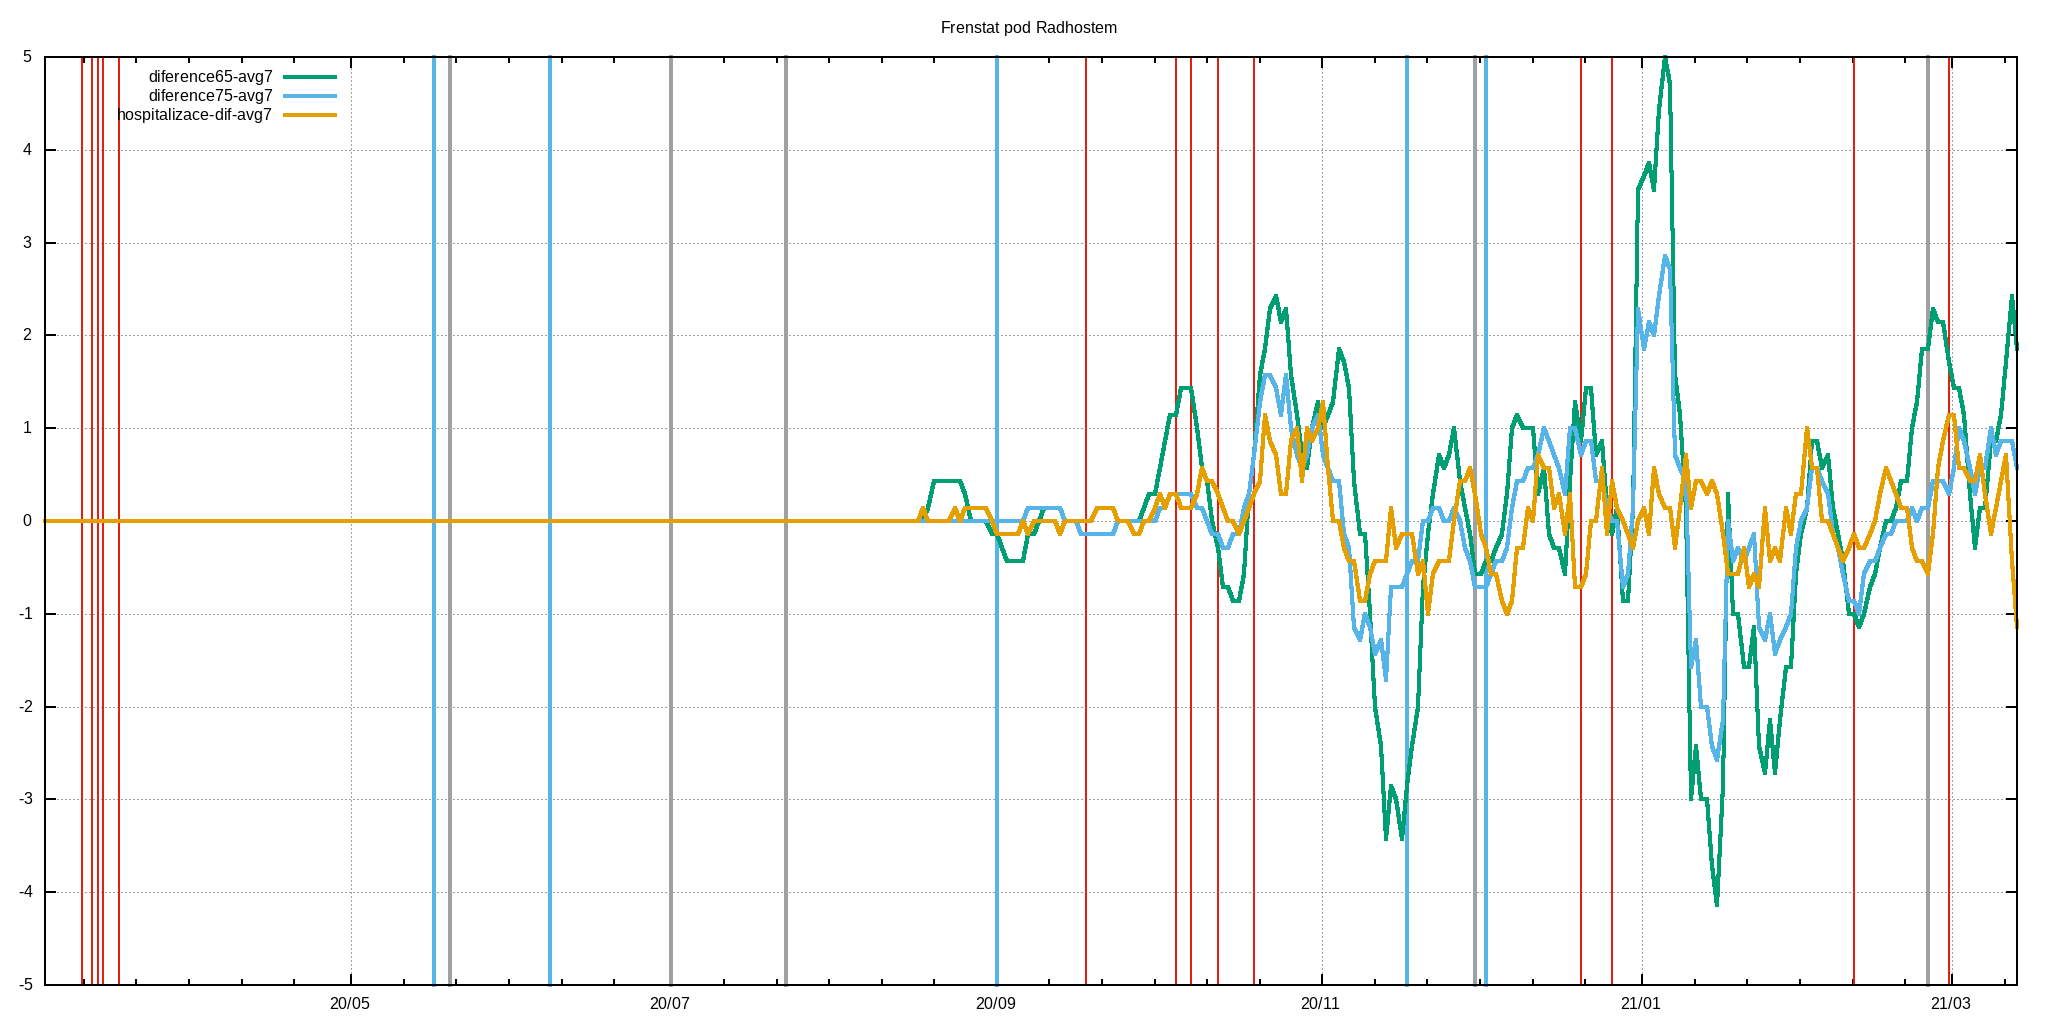 Frenstat pod Radhostem
diference65-avg7
diference75-avg7
hospitalizace-dif-avg7
5
4
3
2
1
0
-1
-2
-3
-4
-5
20/05 20/07 20/09 20/11 21/01 21/03